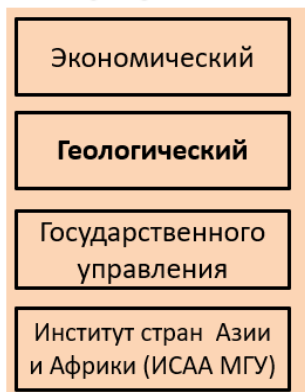 Экономический
Геологический
Государственного
управления
Институт стран Азии
и Африки (ИСАА МГУ)